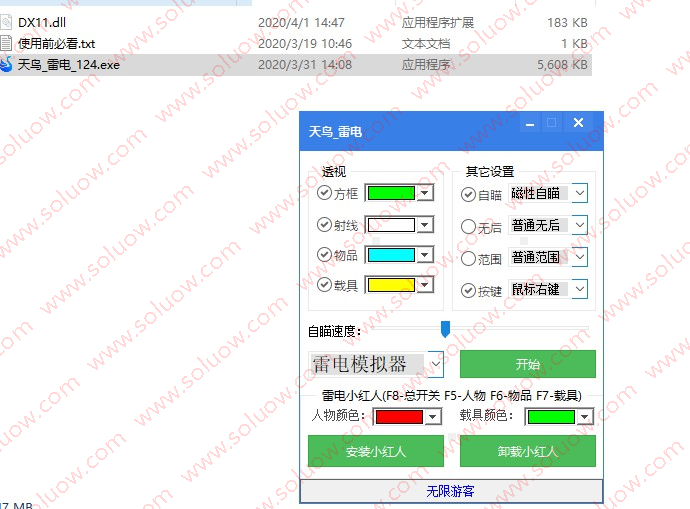 DX11.dll 2020/4/1 14:47 应用程序扩展 183 KB
使用前必看.txt 2020/3/19 10:46 文本文档 1 KB
天鸟_雷电_124.exe 2020/3/31 14:08 应用程序 5,608 KB
天鸟_雷电
透视 其它设置
方框 自瞄 磁性自瞄
射线 无后 普通无后
物品 范围 普通范围
载具 按键 鼠标右键
自瞄速度:
雷电模拟器 开始
雷电小红人(F8-总开关 F5-人物 F6-物品 F7-载具)
人物颜色: 载具颜色:
安装小红人 卸载小红人
无限游客
www.soluow.com